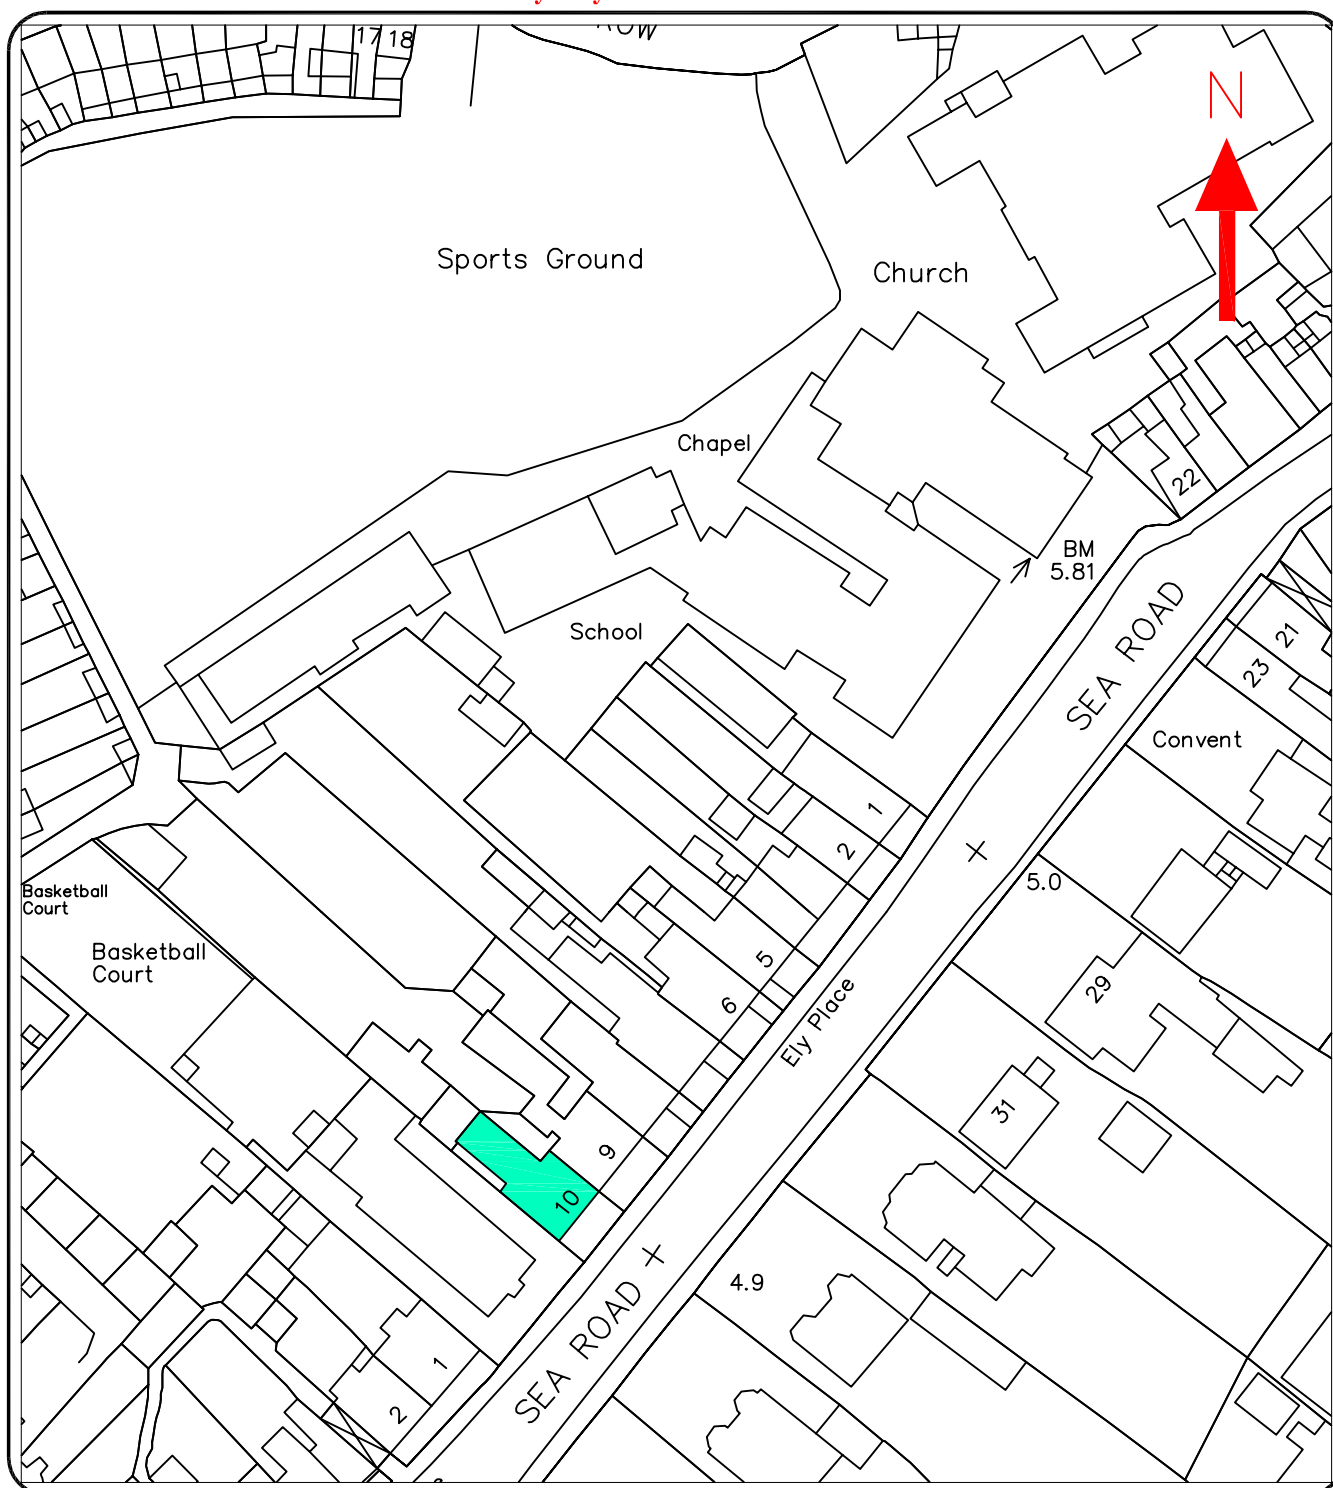 17 18
N
Sports Ground
Church
Chapel
22
BM
5.81
SEA ROAD
School
21
23
Convent
1
2
5.0
Basketball
Court
Basketball
Court
5
29
6
Ely Place
31
9
10
4.9
SEA ROAD
1
2